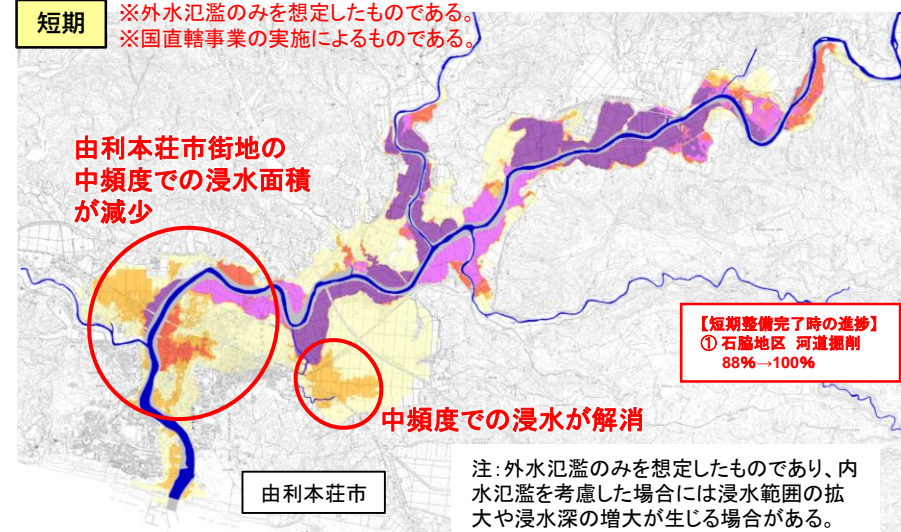 短期
※外水氾濫のみを想定したものである。
※国直轄事業の実施によるものである。
由利本荘市街地の
中頻度での浸水面積
が減少
【短期整備完了時の進捗】
① 石脇地区 河道掘削
88%→100%
中頻度での浸水が解消
由利本荘市
注：外水氾濫のみを想定したものであり、内
水氾濫を考慮した場合には浸水範囲の拡
大や浸水深の増大が生じる場合がある。